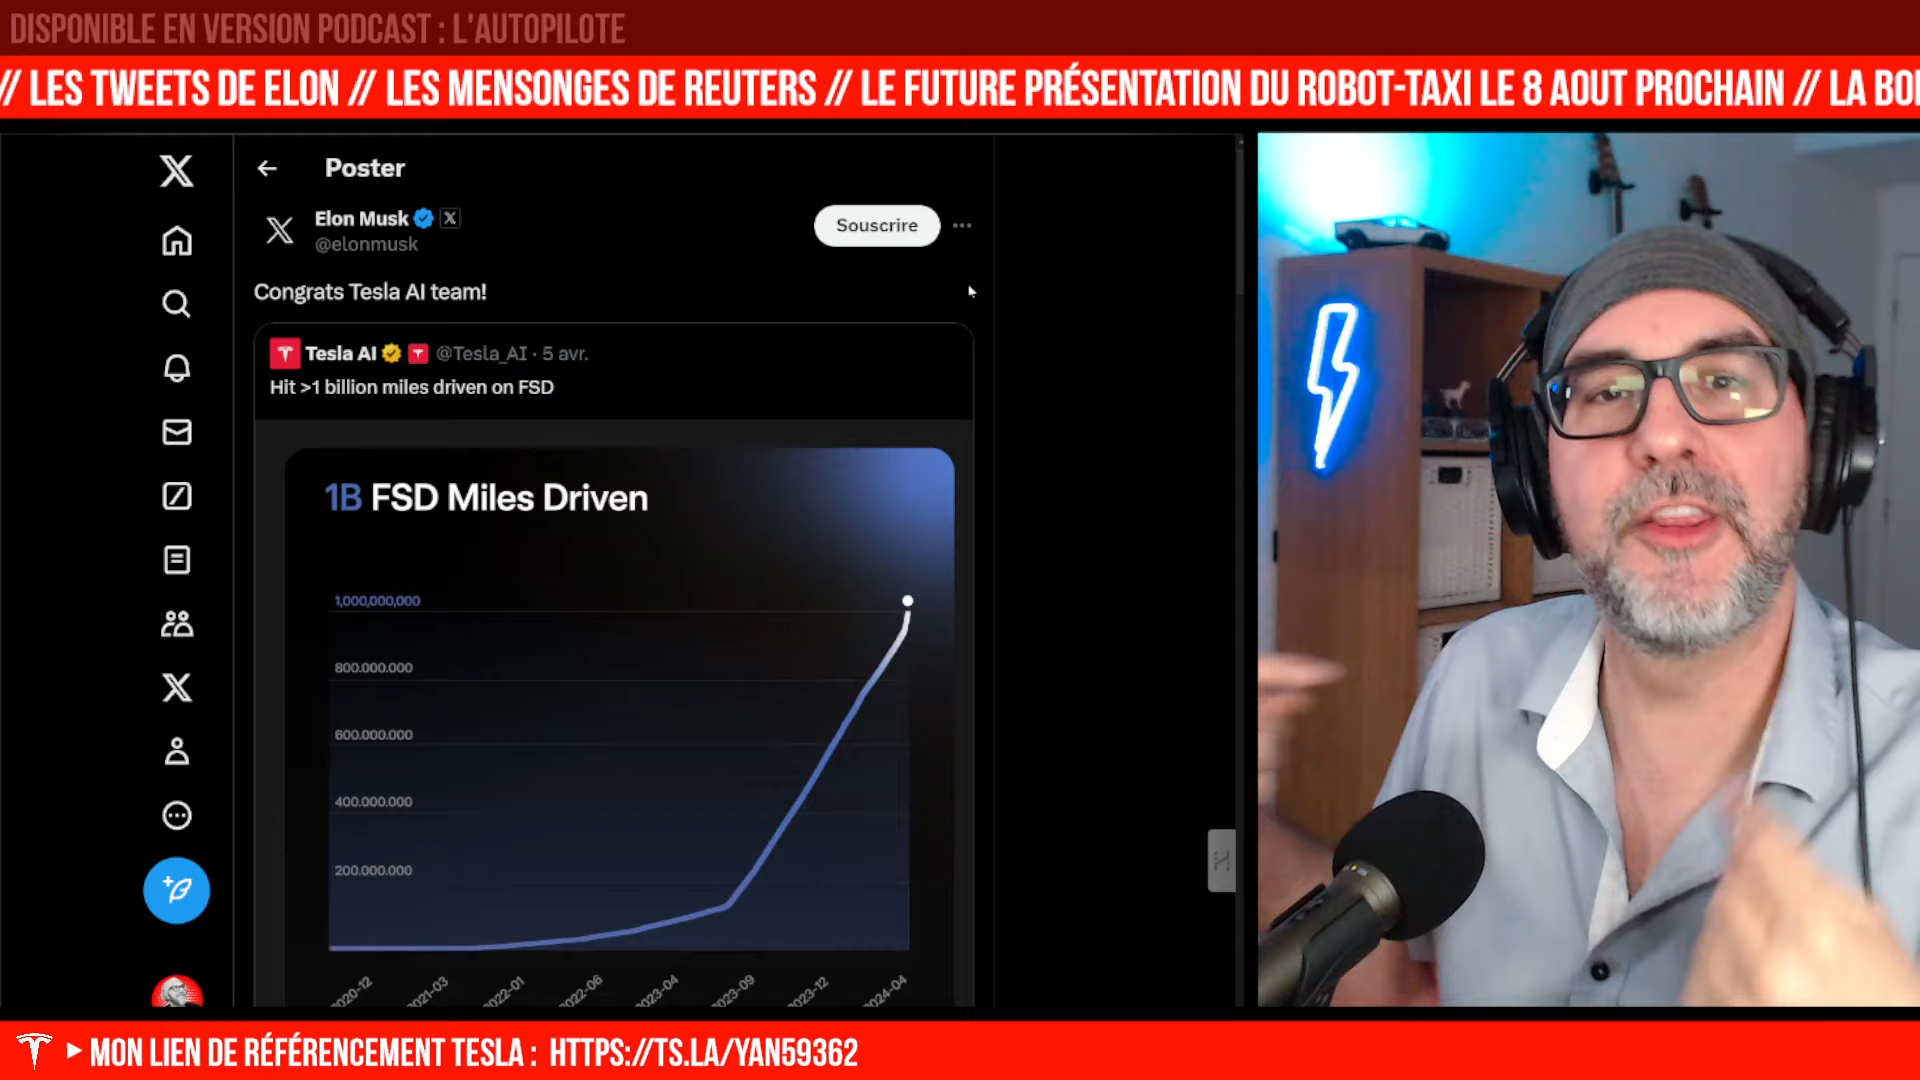 DISPONIBLE EN VERSION PODCAST : L'AUTOPILOTE
// LES TWEETS DE ELON // LES MENSONGES DE REUTERS // LE FUTURE PRÉSENTATION DU ROBOT-TAXI LE 8 AOUT PROCHAIN // LA
Poster
Elon Musk
@elonmusk
Souscrire
Congrats Tesla AI team!
Tesla AI @Tesla_AI · 5 avr.
Hit >1 billion miles driven on FSD
1B FSD Miles Driven
1,000,000,000
800.000.000
600.000.000
400.000.000
200.000.000
2020-12 2021-03 2022-01 2022-06 2023-04 2023-09 2023-12 2024-04
MON LIEN DE RÉFÉRENCEMENT TESLA : HTTPS://TS.LA/YAN59362